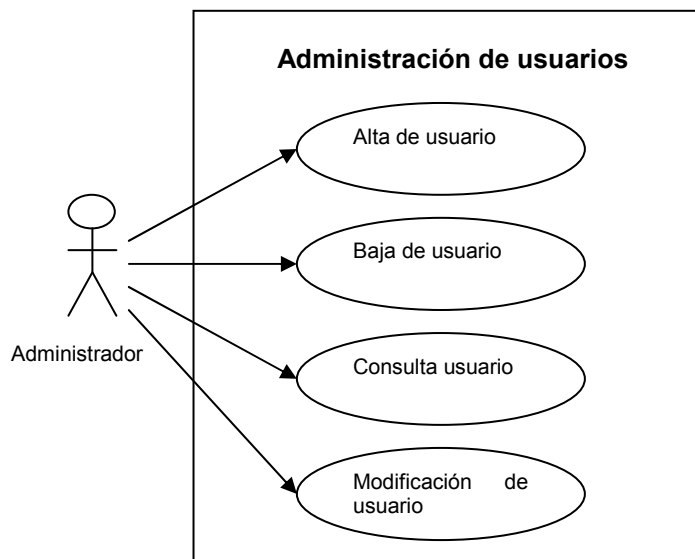 Administración de usuarios
Alta de usuario
Baja de usuario
Administrador
Consulta usuario
Modificación de
usuario